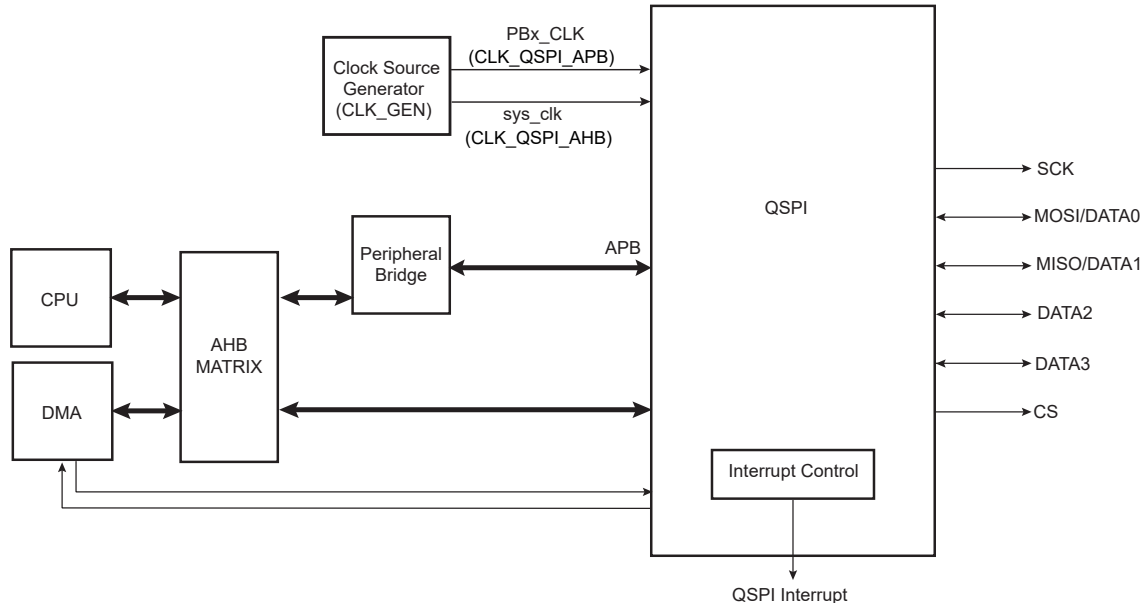 PBx_CLK
(CLK_QSPI_APB)
Clock Source
Generator
(CLK_GEN)
sys_clk
(CLK_QSPI_AHB)
QSPI
SCK
MOSI/DATA0
MISO/DATA1
DATA2
DATA3
CS
Peripheral
Bridge
APB
CPU
AHB
MATRIX
DMA
Interrupt Control
QSPI Interrupt